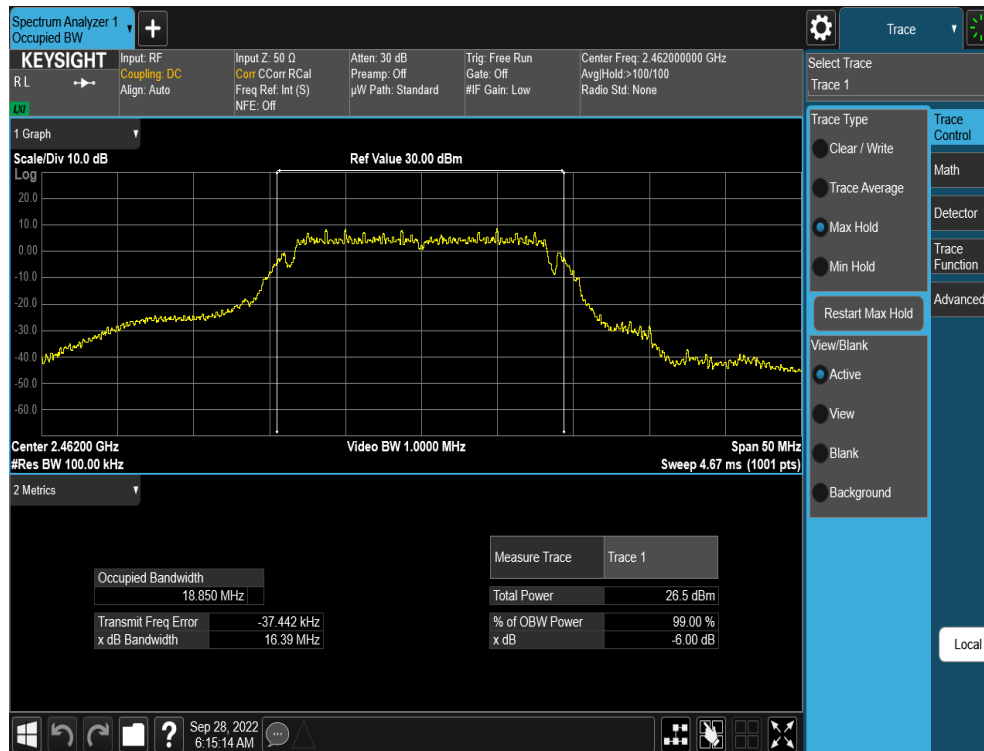 Spectrum Analyzer 1
Occupied BW
+
Trace
KEYSIGHT
R L
LXI
Input: RF
Coupling: DC
Align: Auto
Input Z: 50 Ω
Corr CCorr RCal
Freq Ref: Int (S)
NFE: Off
Atten: 30 dB
Preamp: Off
µW Path: Standard
Trig: Free Run
Gate: Off
#IF Gain: Low
Center Freq: 2.462000000 GHz
Avg|Hold:>100/100
Radio Std: None
Select Trace
Trace 1
1 Graph
Scale/Div 10.0 dB
Ref Value 30.00 dBm
Log
20.0
10.0
0.00
-10.0
-20.0
-30.0
-40.0
-50.0
-60.0
Center 2.46200 GHz
Video BW 1.0000 MHz
Span 50 MHz
#Res BW 100.00 kHz
Sweep 4.67 ms (1001 pts)
Trace Type
Clear / Write
Trace Average
Max Hold
Min Hold
Restart Max Hold
View/Blank
Active
View
Blank
Background
Trace
Control
Math
Detector
Trace
Function
Advanced
2 Metrics
Measure Trace Trace 1
Occupied Bandwidth
18.850 MHz
Total Power 26.5 dBm
Transmit Freq Error -37.442 kHz
% of OBW Power 99.00 %
x dB Bandwidth 16.39 MHz
x dB -6.00 dB
Local
?
Sep 28, 2022
6:15:14 AM